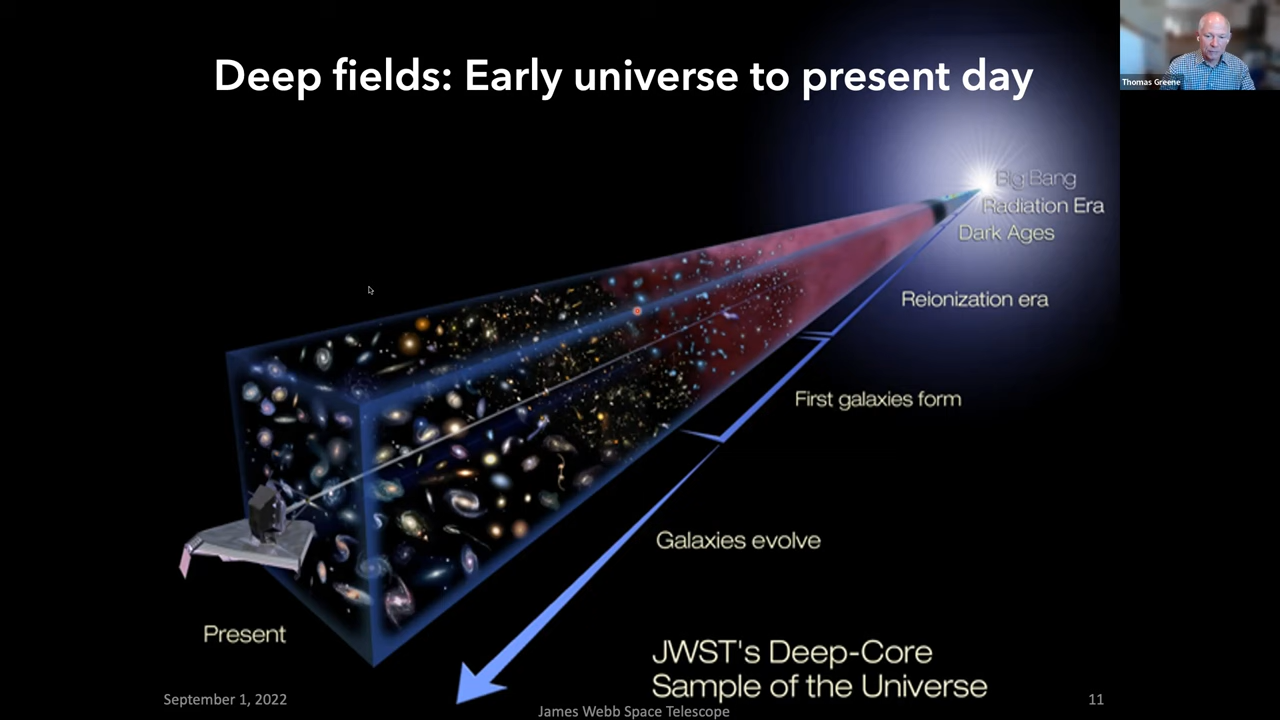 Deep fields: Early universe to present day
Thomas Greene
Big Bang
Radiation Era
Dark Ages
Reionization era
First galaxies form
Galaxies evolve
Present
JWST's Deep-Core
Sample of the Universe
September 1, 2022
James Webb Space Telescope
11